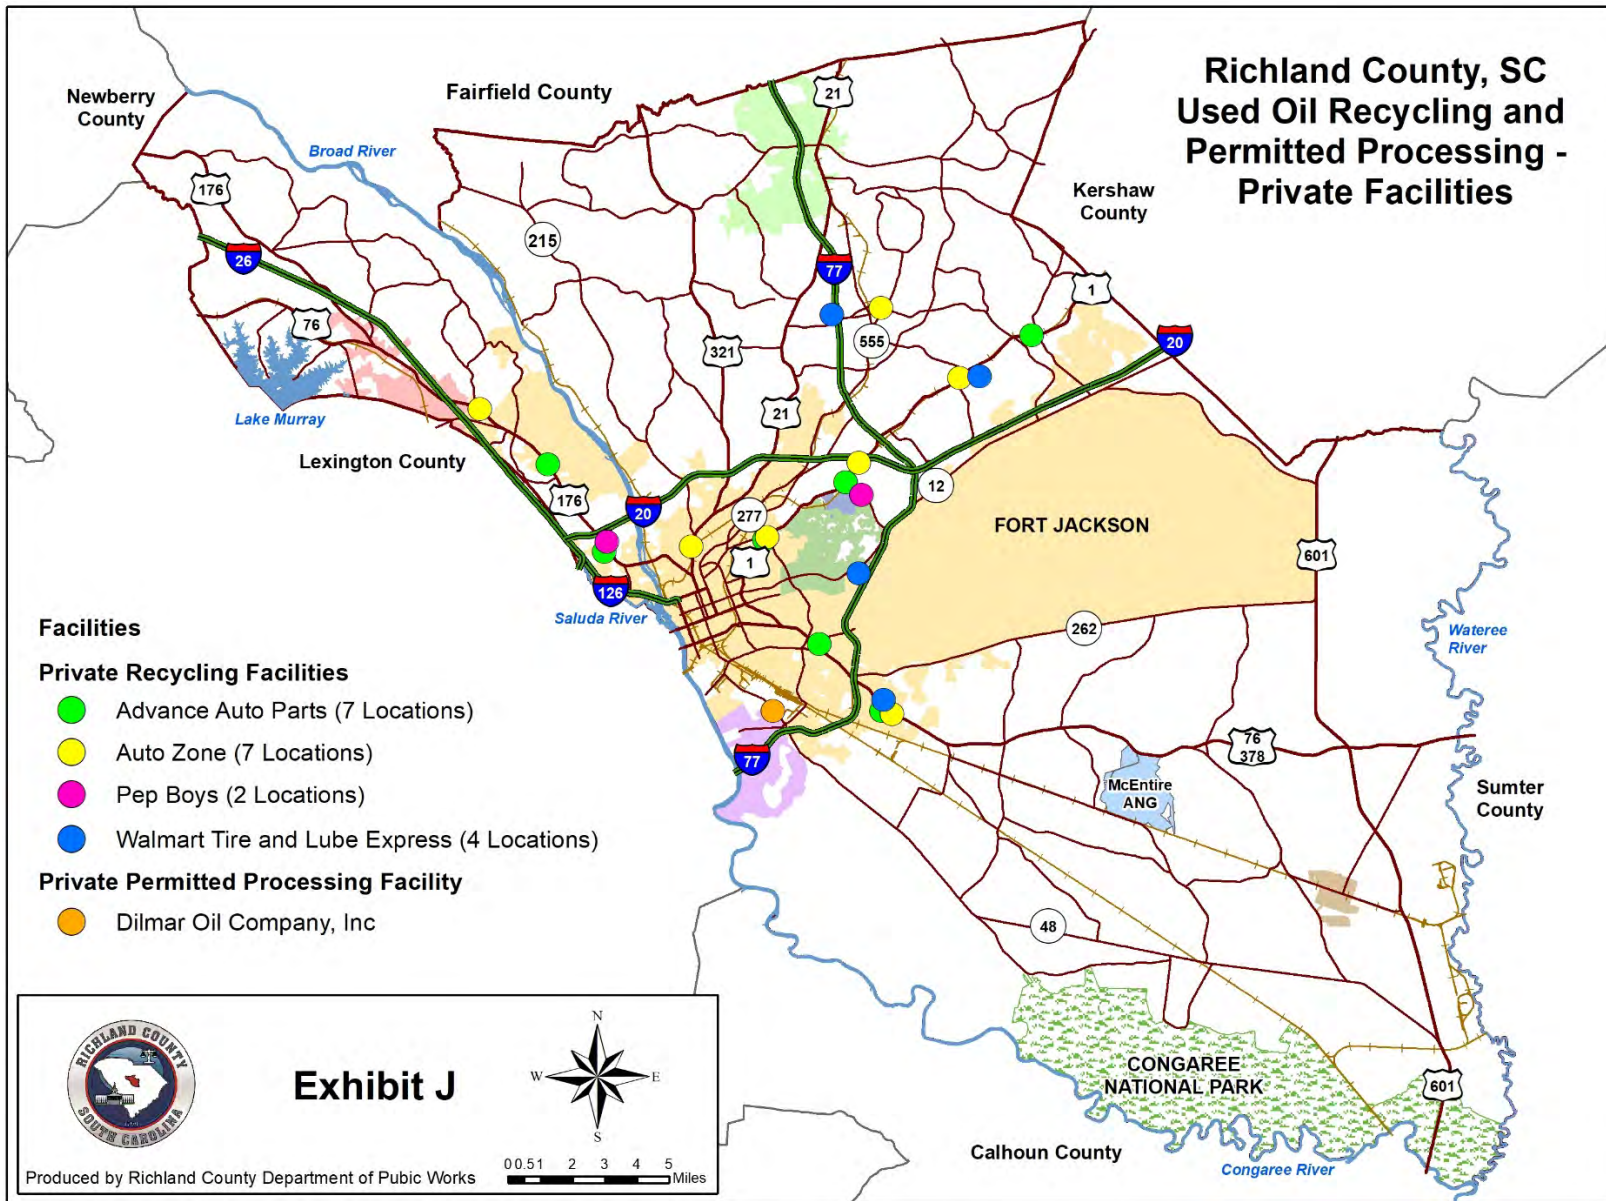 Richland County, SC
Used Oil Recycling and
Permitted Processing -
Private Facilities
Newberry
County
Fairfield County
Kershaw
County
Broad River
21
176
215
26
77
1
76
555
20
321
Lake Murray
21
Lexington County
176
12
20
277
FORT JACKSON
1
601
126
Saluda River
262
Wateree
River
Facilities
Private Recycling Facilities
Advance Auto Parts (7 Locations)
Auto Zone (7 Locations)
Pep Boys (2 Locations)
Walmart Tire and Lube Express (4 Locations)
Private Permitted Processing Facility
Dilmar Oil Company, Inc
77
76
378
McEntire
ANG
Sumter
County
48
CONGAREE
NATIONAL PARK
601
Calhoun County
Congaree River
RICHLAND COUNTY
SOUTH CAROLINA
Exhibit J
N
W
E
S
Produced by Richland County Department of Pubic Works
0 0.5 1 2 3 4 5
Miles